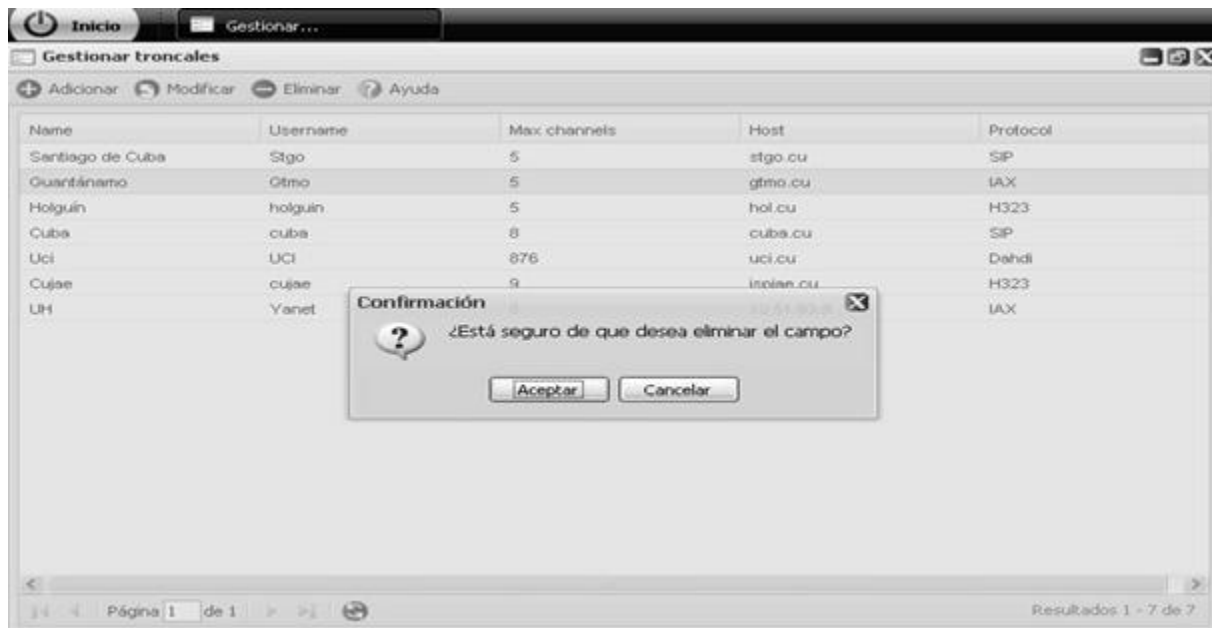 Inicio Gestionar...
Gestionar troncales
Adicionar Modificar Eliminar Ayuda
Name Username Max channels Host Protocol
Santiago de Cuba Stgo 5 stgo.cu SIP
Guantánamo Gtmo 5 gtmo.cu IAX
Holguín holguin 5 hol.cu H323
Cuba cuba 8 cuba.cu SIP
Uci UCI 876 uci.cu Dahdi
Cujae cujae 9 H323
UH Yanet IAX
Confirmación
¿Está seguro de que desea eliminar el campo?
Aceptar Cancelar
Página 1 de 1 Resultados 1 - 7 de 7